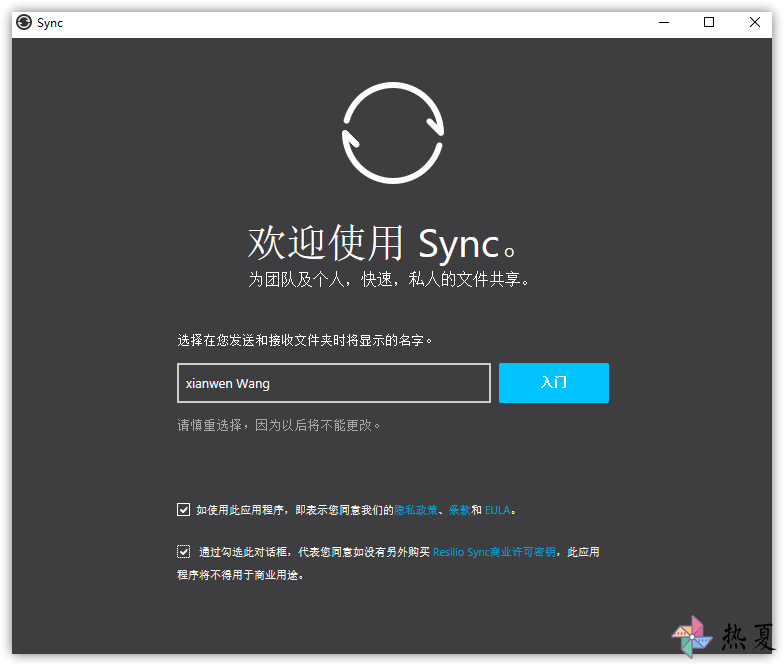 Sync
欢迎使用 Sync。
为团队及个人，快速，私人的文件共享。
选择在您发送和接收文件夹时将显示的名字。
xianwen Wang
入门
请慎重选择，因为以后将不能更改。
如使用此应用程序，即表示您同意我们的隐私政策、条款和 EULA。
通过勾选此对话框，代表您同意如没有另外购买 Resilio Sync商业许可密钥，此应用
程序将不得用于商业用途。
热夏